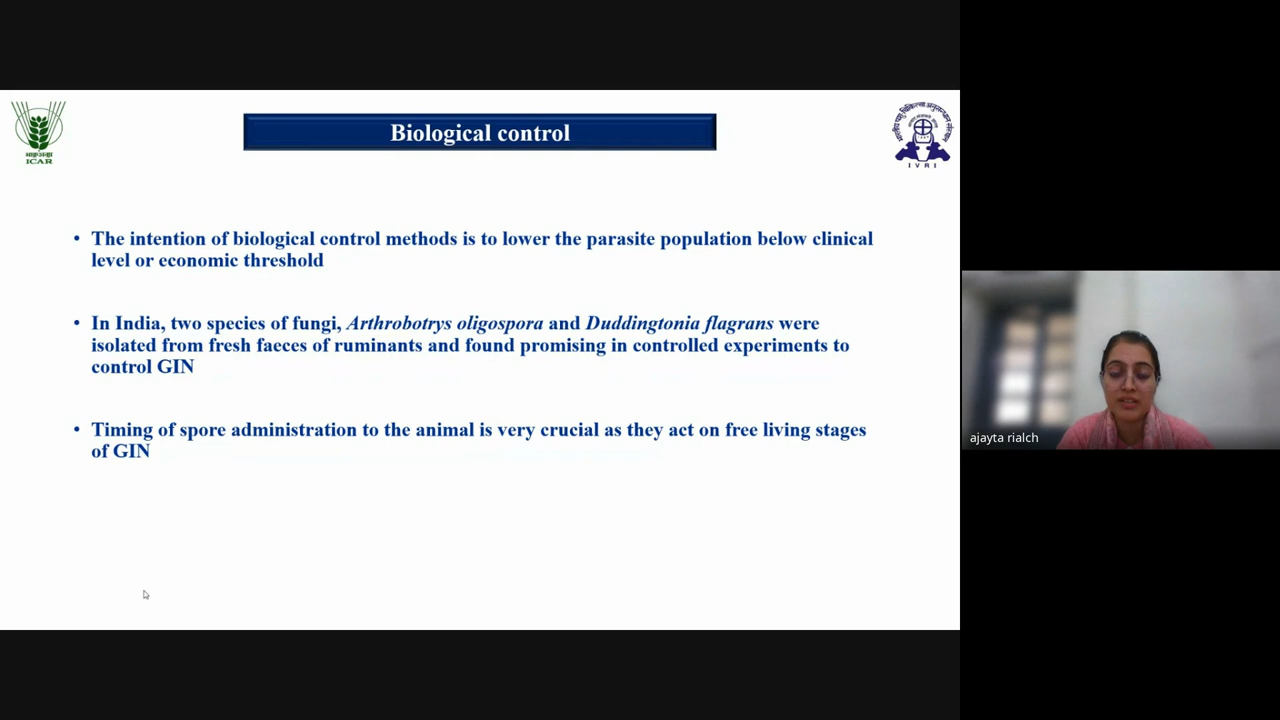 Biological control
ICAR
IVRI
• The intention of biological control methods is to lower the parasite population below clinical
level or economic threshold
• In India, two species of fungi, Arthrobotrys oligospora and Duddingtonia flagrans were
isolated from fresh faeces of ruminants and found promising in controlled experiments to
control GIN
• Timing of spore administration to the animal is very crucial as they act on free living stages
of GIN
ajayta rialch